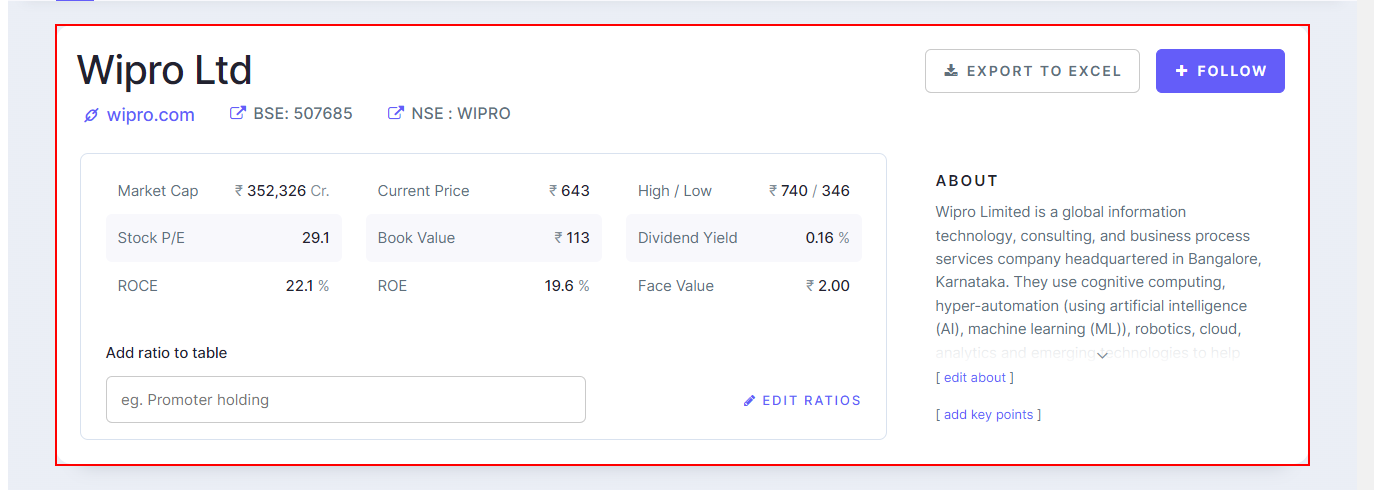 Wipro Ltd
EXPORT TO EXCEL
FOLLOW
wipro.com BSE: 507685 NSE : WIPRO
Market Cap ₹ 352,326 Cr. Current Price ₹ 643 High / Low ₹ 740 / 346
Stock P/E 29.1 Book Value ₹ 113 Dividend Yield 0.16 %
ROCE 22.1 % ROE 19.6 % Face Value ₹ 2.00
Add ratio to table
eg. Promoter holding
EDIT RATIOS
ABOUT
Wipro Limited is a global information
technology, consulting, and business process
services company headquartered in Bangalore,
Karnataka. They use cognitive computing,
hyper-automation (using artificial intelligence
(AI), machine learning (ML)), robotics, cloud,
analytics and emerging technologies to help
[ edit about ]
[ add key points ]